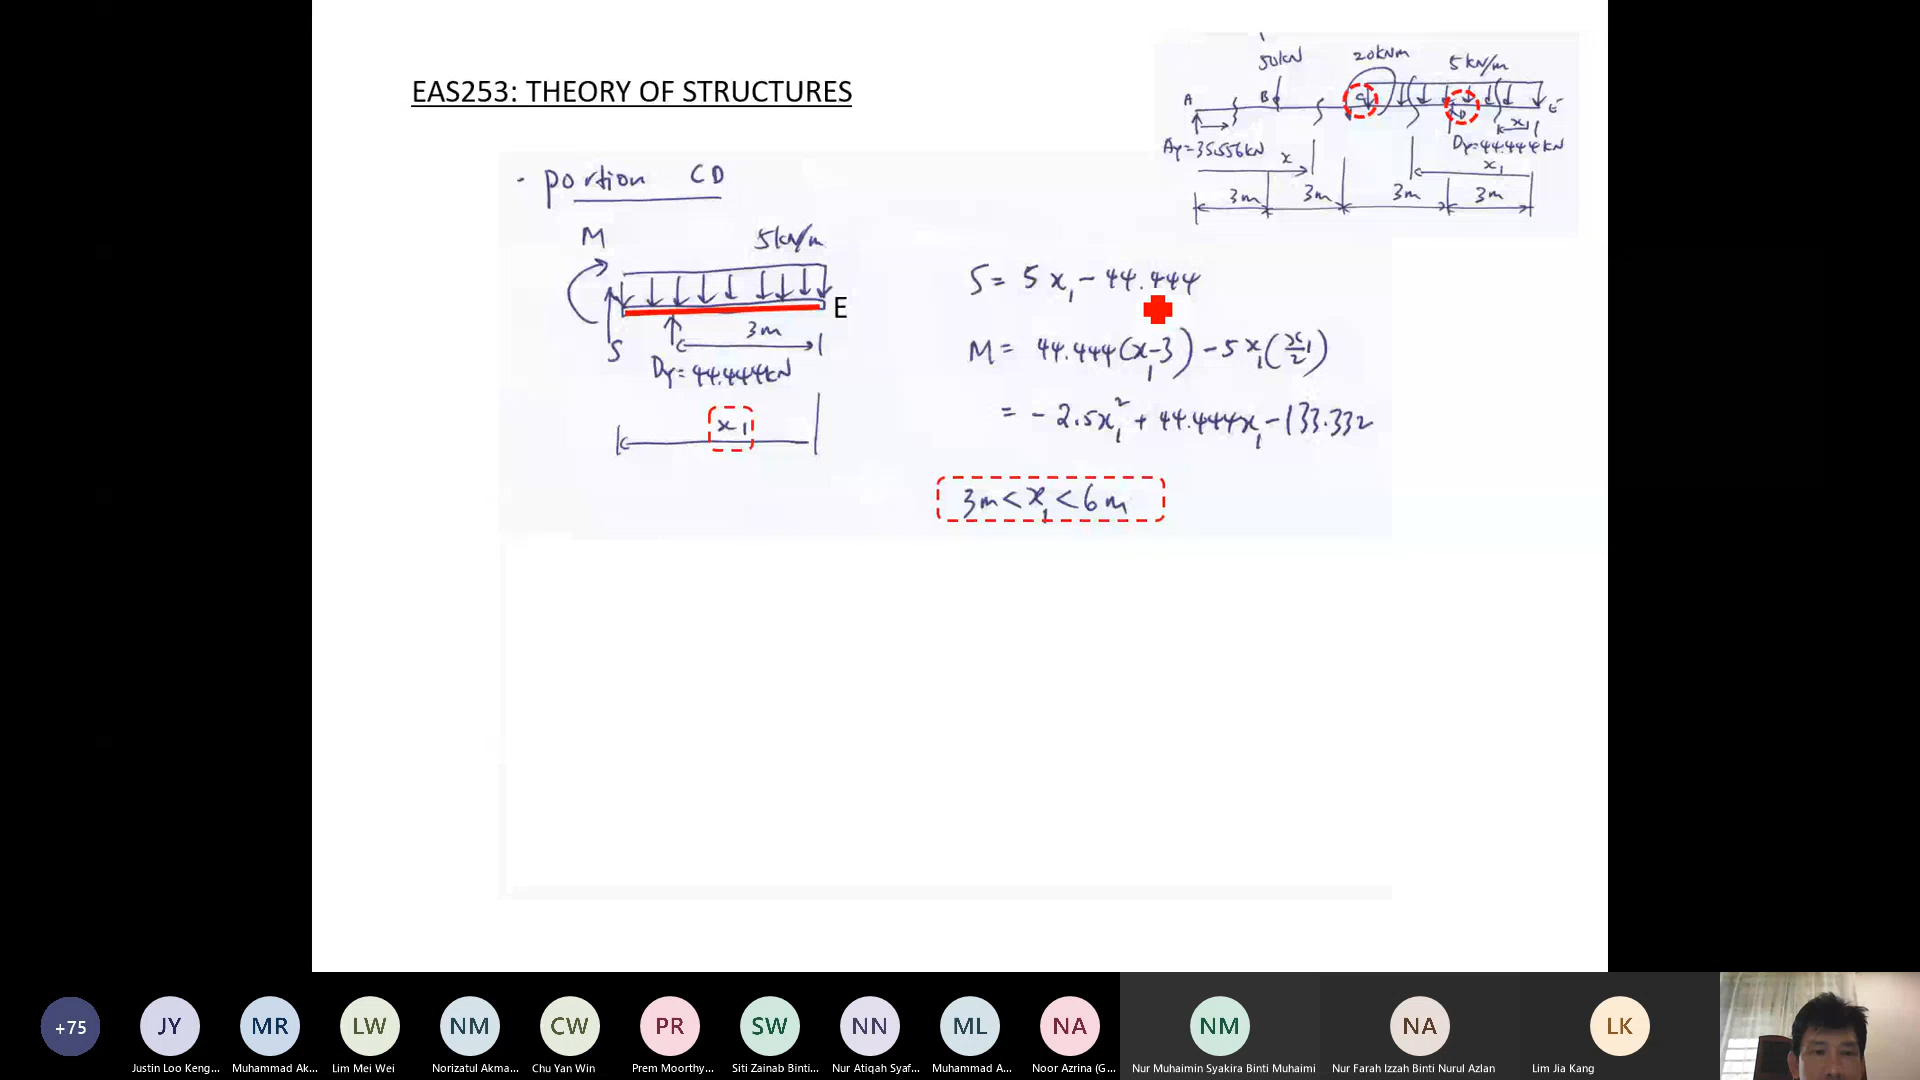 EAS253: THEORY OF STRUCTURES
50kN
20kNm
5kN/m
A
B
C
D
E
x
Ay=35.556kN
x
Dy=44.444kN
x1
3m
3m
3m
3m
· portion CD
M
5kN/m
E
S
3m
Dy=44.444kN
x1
S= 5x1-44.444
M= 44.444(x1-3)-5x1(x1/2)
= -2.5x1²+44.444x1-133.332
3m<x1<6m
+75
JY
MR
LW
NM
CW
PR
SW
NN
ML
NA
NM
NA
LK
Justin Loo Keng...
Muhammad Ak...
Lim Mei Wei
Norizatul Akma...
Chu Yan Win
Prem Moorthy...
Siti Zainab Binti...
Nur Atiqah Syaf...
Muhammad A...
Noor Azrina (G...
Nur Muhaimin Syakira Binti Muhaimi
Nur Farah Izzah Binti Nurul Azlan
Lim Jia Kang